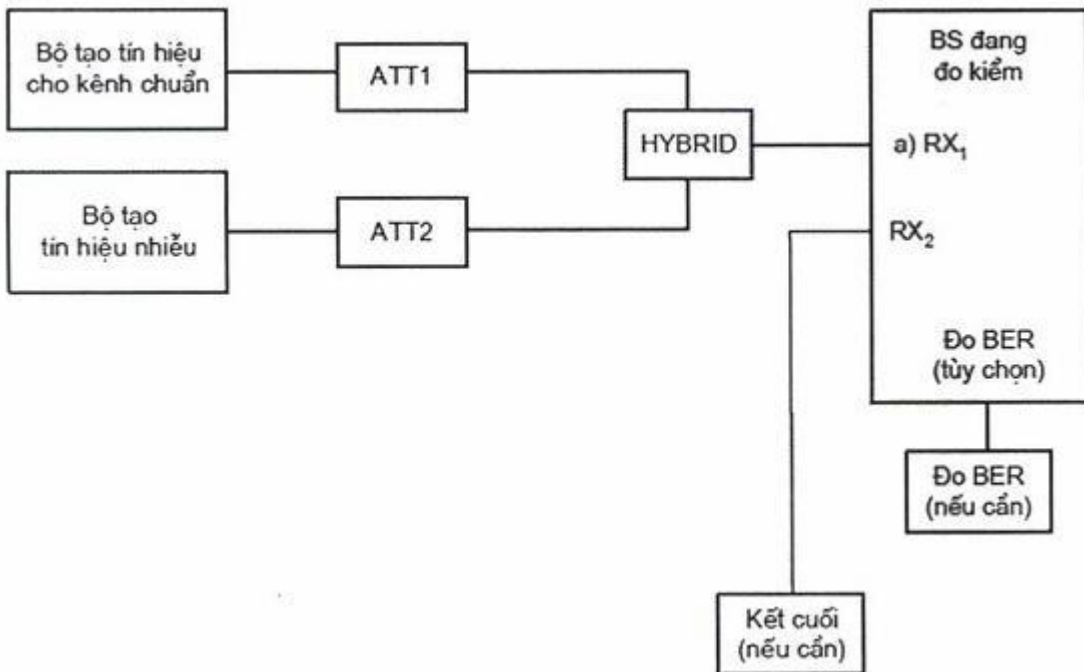 Bộ tạo tín hiệu
cho kênh chuẩn
ATT1
HYBRID
BS đang
đo kiểm
a) RX₁
Bộ tạo
tín hiệu nhiễu
ATT2
RX₂
Đo BER
(tùy chọn)
Đo BER
(nếu cần)
Kết cuối
(nếu cần)